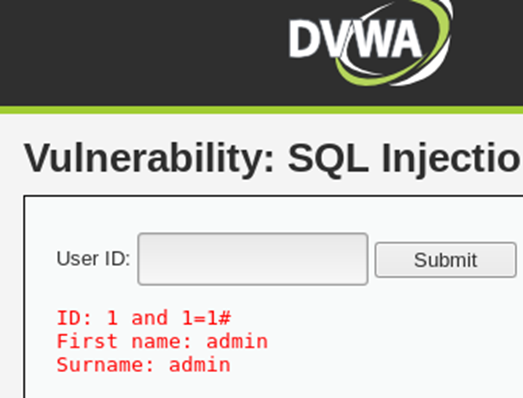 DVWA
Vulnerability: SQL Injectio
User ID:
Submit
ID: 1 and 1=1#
First name: admin
Surname: admin